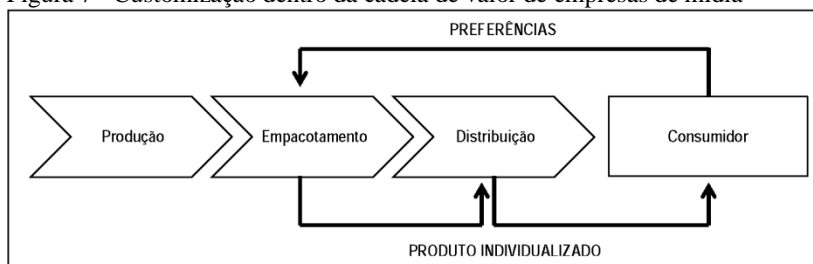 Figura 7 - Customização dentro da cadeia de valor de empresas de mídia
PREFERÊNCIAS
Produção
Empacotamento
Distribuição
Consumidor
PRODUTO INDIVIDUALIZADO